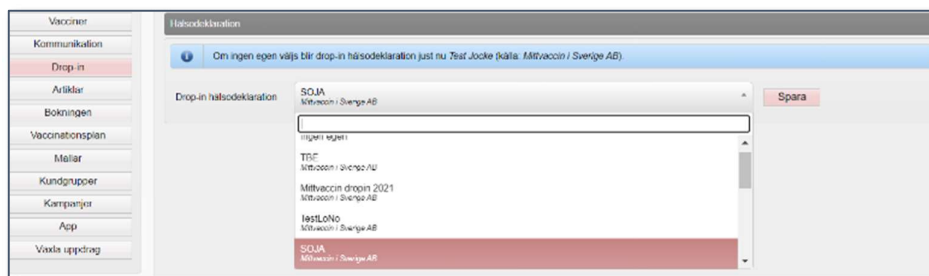 Vacciner
Kommunikation
Drop-in
Artiklar
Bokningen
Vaccinationsplan
Mallar
Kundgrupper
Kampanjer
App
Växla uppdrag
Hälsodeklaration
Om ingen egen väljs blir drop-in hälsodeklaration just nu Test Jocke (källa: Mittvaccin i Sverige AB).
Drop-in hälsodeklaration
SOJA
Mittvaccin i Sverige AB
Spara
Ingen egen
TBE
Mittvaccin i Sverige AB
Mittvaccin dropin 2021
Mittvaccin i Sverige AB
TestLoNo
Mittvaccin i Sverige AB
SOJA
Mittvaccin i Sverige AB